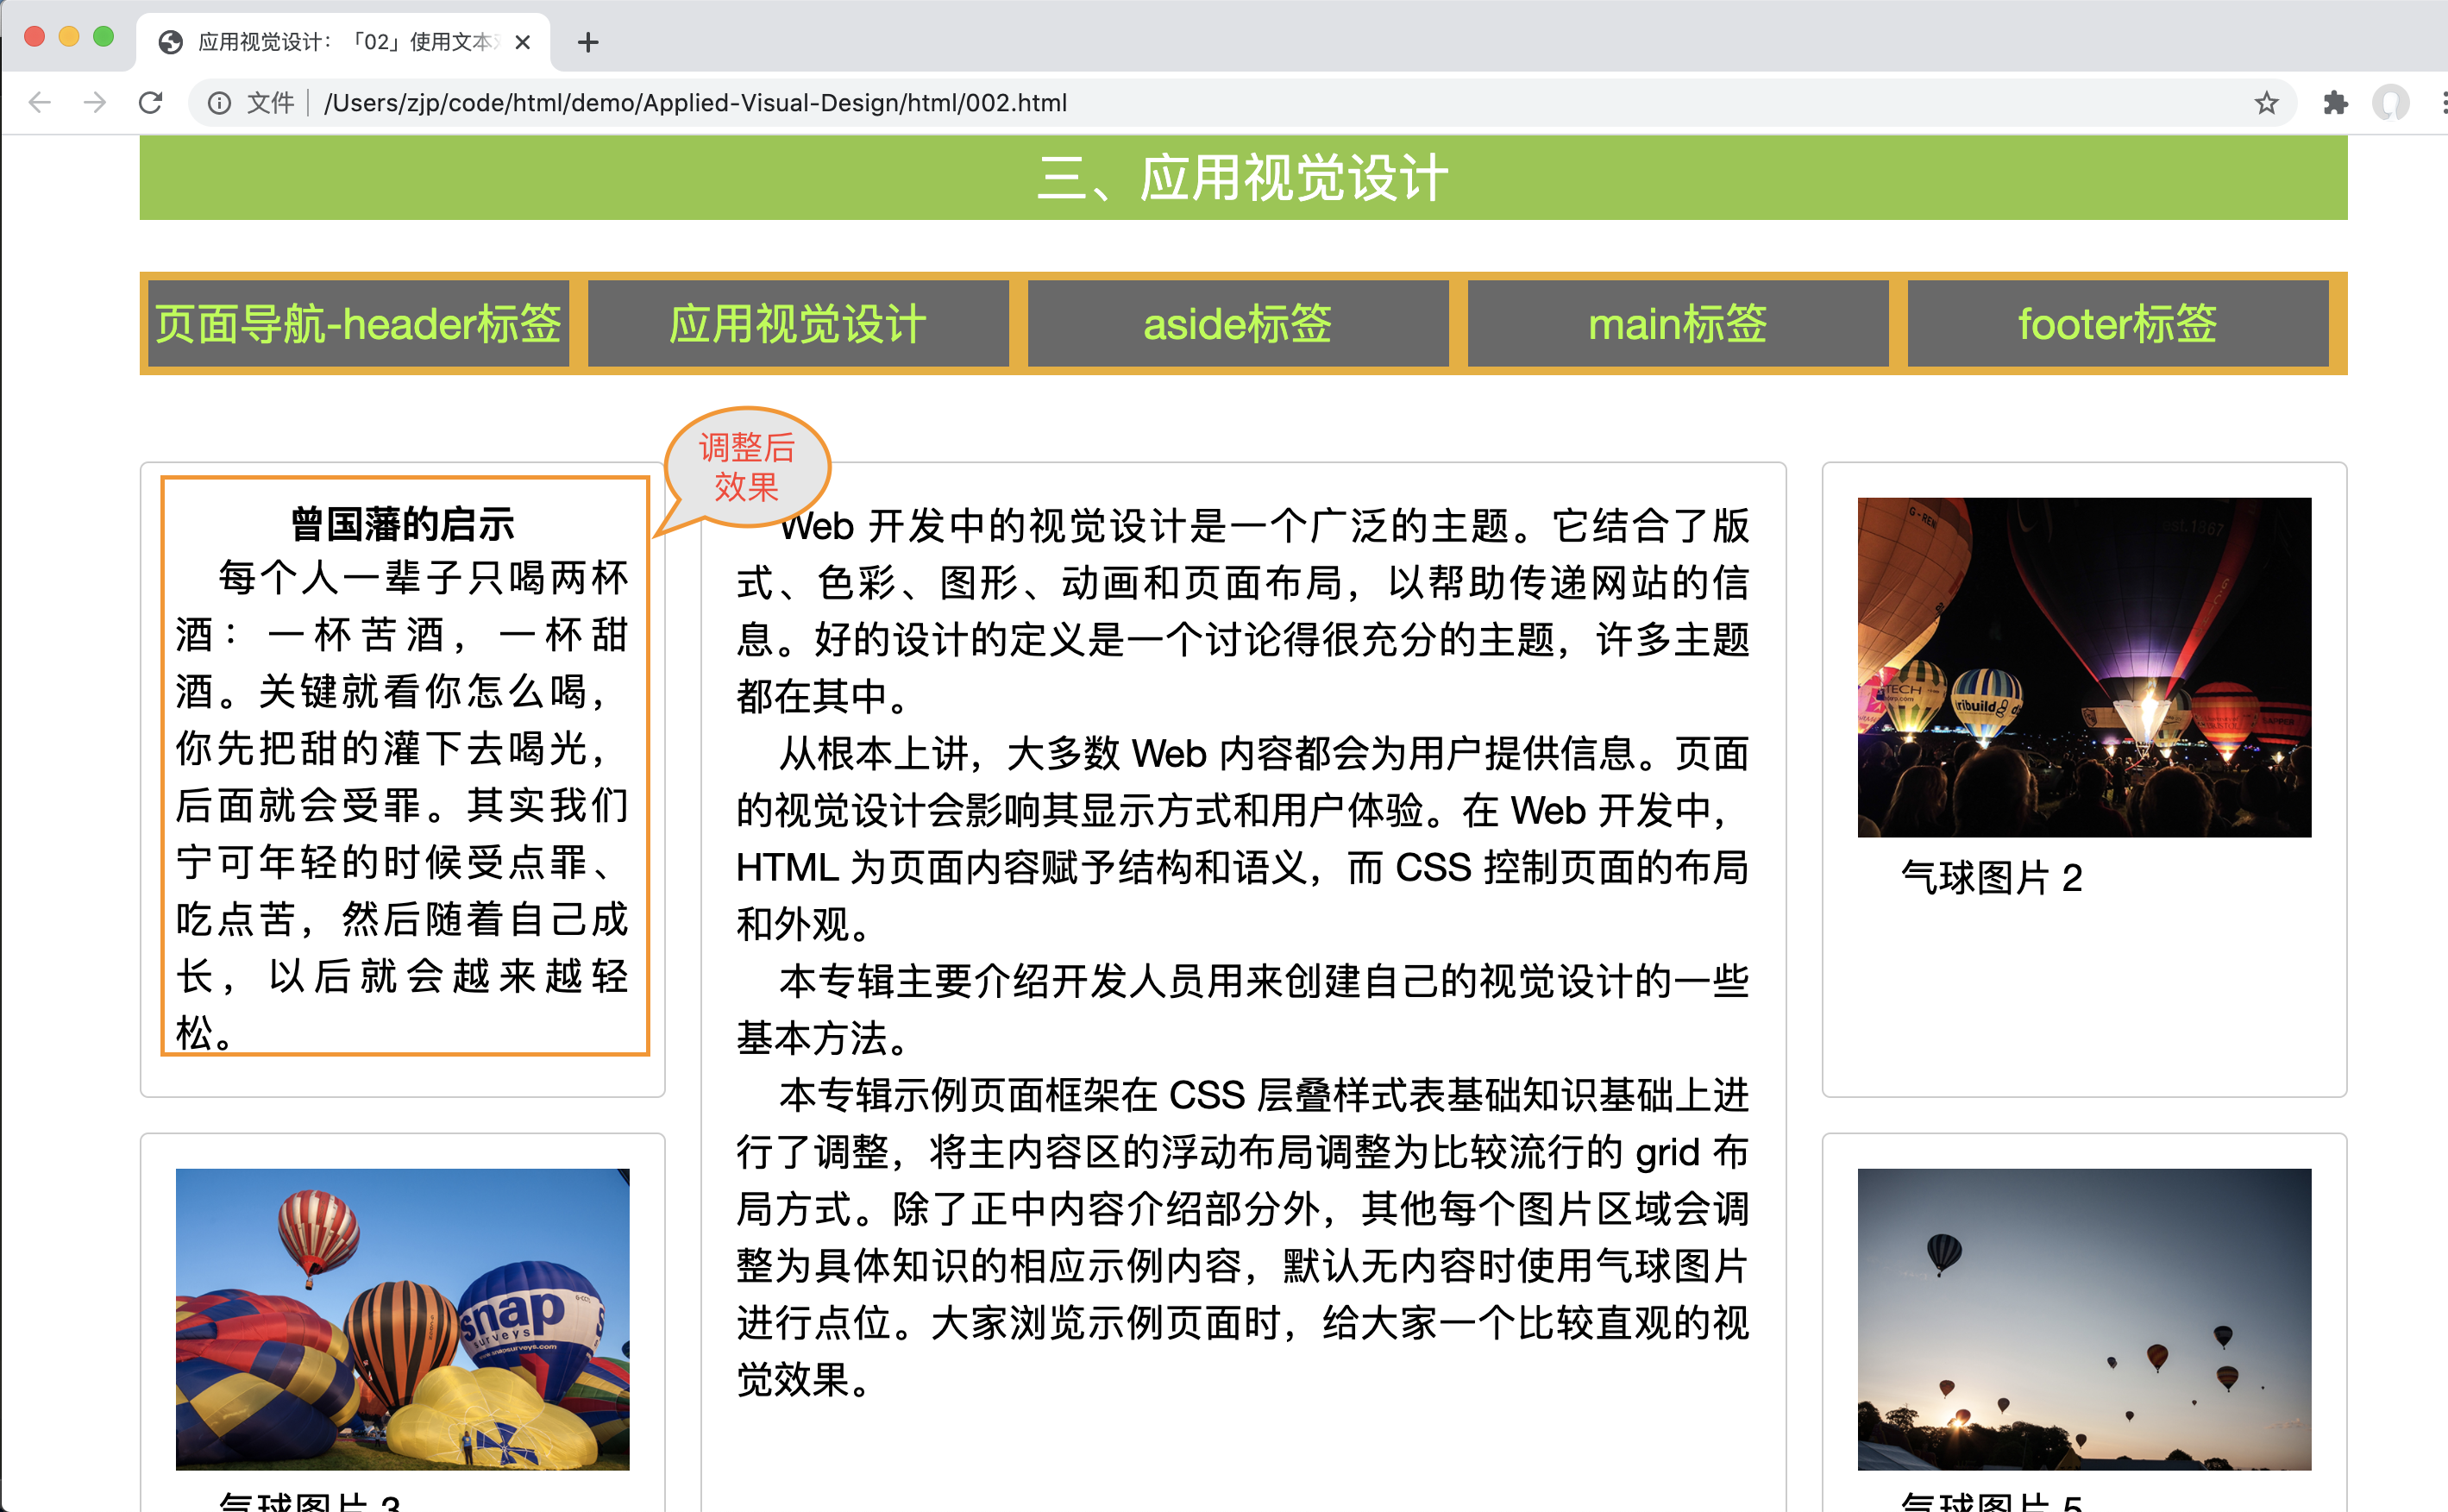 应用视觉设计：「02」使用文本
文件 /Users/zjp/code/html/demo/Applied-Visual-Design/html/002.html
三、应用视觉设计
页面导航-header标签
应用视觉设计
aside标签
main标签
footer标签
调整后
效果
曾国藩的启示
每个人一辈子只喝两杯
酒：一杯苦酒，一杯甜
酒。关键就看你怎么喝，
你先把甜的灌下去喝光，
后面就会受罪。其实我们
宁可年轻的时候受点罪、
吃点苦，然后随着自己成
长，以后就会越来越轻
松。
Web 开发中的视觉设计是一个广泛的主题。它结合了版
式、色彩、图形、动画和页面布局，以帮助传递网站的信
息。好的设计的定义是一个讨论得很充分的主题，许多主题
都在其中。
从根本上讲，大多数 Web 内容都会为用户提供信息。页面
的视觉设计会影响其显示方式和用户体验。在 Web 开发中，
HTML 为页面内容赋予结构和语义，而 CSS 控制页面的布局
和外观。
本专辑主要介绍开发人员用来创建自己的视觉设计的一些
基本方法。
本专辑示例页面框架在 CSS 层叠样式表基础知识基础上进
行了调整，将主内容区的浮动布局调整为比较流行的 grid 布
局方式。除了正中内容介绍部分外，其他每个图片区域会调
整为具体知识的相应示例内容，默认无内容时使用气球图片
进行点位。大家浏览示例页面时，给大家一个比较直观的视
觉效果。
G-REN
est.1867
TECH
ribuild
气球图片 2
snap
surveys
www.snapsurveys.com
气球图片 3
气球图片 5